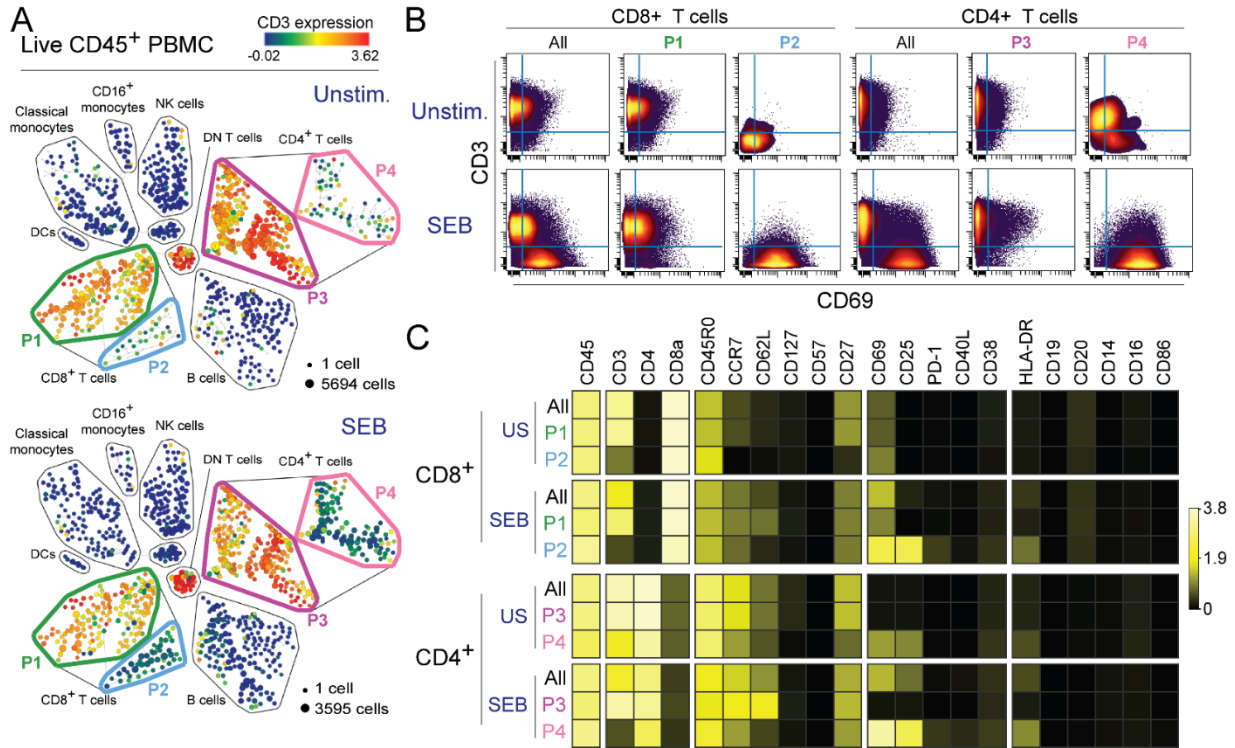 A
Live CD45⁺ PBMC
CD3 expression
-0.02 3.62
Unstim.
Classical monocytes
CD16⁺ monocytes
NK cells
DN T cells
CD4⁺ T cells
P4
DCs
P3
P1
P2
CD8⁺ T cells
B cells
1 cell
5694 cells
SEB
Classical monocytes
CD16⁺ monocytes
NK cells
DN T cells
CD4⁺ T cells
P4
DCs
P3
P1
P2
CD8⁺ T cells
B cells
1 cell
3595 cells
B
CD8+ T cells CD4+ T cells
All P1 P2 All P3 P4
Unstim.
CD3
SEB
CD69
C
CD45 CD3 CD4 CD8a CD45R0 CCR7 CD62L CD127 CD57 CD27 CD69 CD25 PD-1 CD40L CD38 HLA-DR CD19 CD20 CD14 CD16 CD86
CD8⁺
US
All
P1
P2
SEB
All
P1
P2
CD4⁺
US
All
P3
P4
SEB
All
P3
P4
3.8
1.9
0